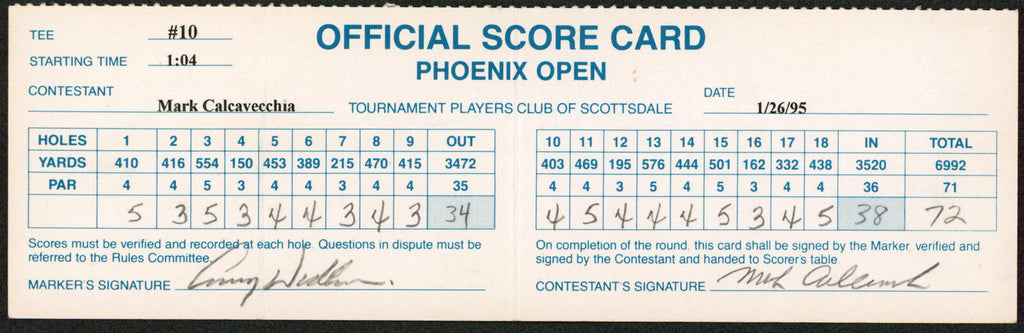 TEE #10
OFFICIAL SCORE CARD
STARTING TIME 1:04
PHOENIX OPEN
CONTESTANT Mark Calcavecchia
TOURNAMENT PLAYERS CLUB OF SCOTTSDALE
DATE 1/26/95
HOLES 1 2 3 4 5 6 7 8 9 OUT
YARDS 410 416 554 150 453 389 215 470 415 3472
PAR 4 4 5 3 4 4 3 4 4 35
5 3 5 3 4 4 3 4 3 34
10 11 12 13 14 15 16 17 18 IN TOTAL
403 469 195 576 444 501 162 332 438 3520 6992
4 4 3 5 4 5 3 4 4 36 71
4 5 4 4 4 5 3 4 5 38 72
Scores must be verified and recorded at each hole. Questions in dispute must be
referred to the Rules Committee.
MARKER'S SIGNATURE
On completion of the round, this card shall be signed by the Marker, verified and
signed by the Contestant and handed to Scorer's table.
CONTESTANT'S SIGNATURE